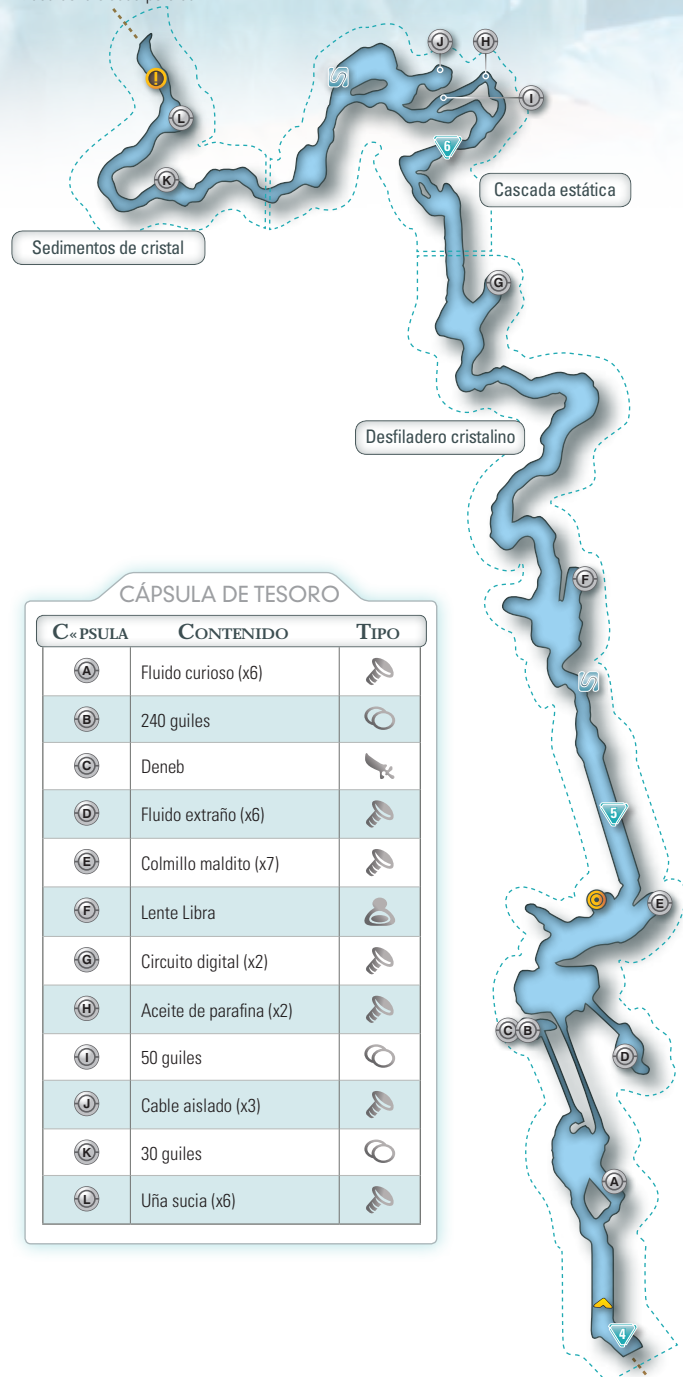 J
H
I
L
6
K
Cascada estática
Sedimentos de cristal
G
Desfiladero cristalino
F
CÁPSULA DE TESORO
C«PSULA CONTENIDO TIPO
A Fluido curioso (x6)
B 240 guiles
C Deneb
D Fluido extraño (x6)
E Colmillo maldito (x7)
F Lente Libra
G Circuito digital (x2)
H Aceite de parafina (x2)
I 50 guiles
J Cable aislado (x3)
K 30 guiles
L Uña sucia (x6)
5
E
C B
D
A
4